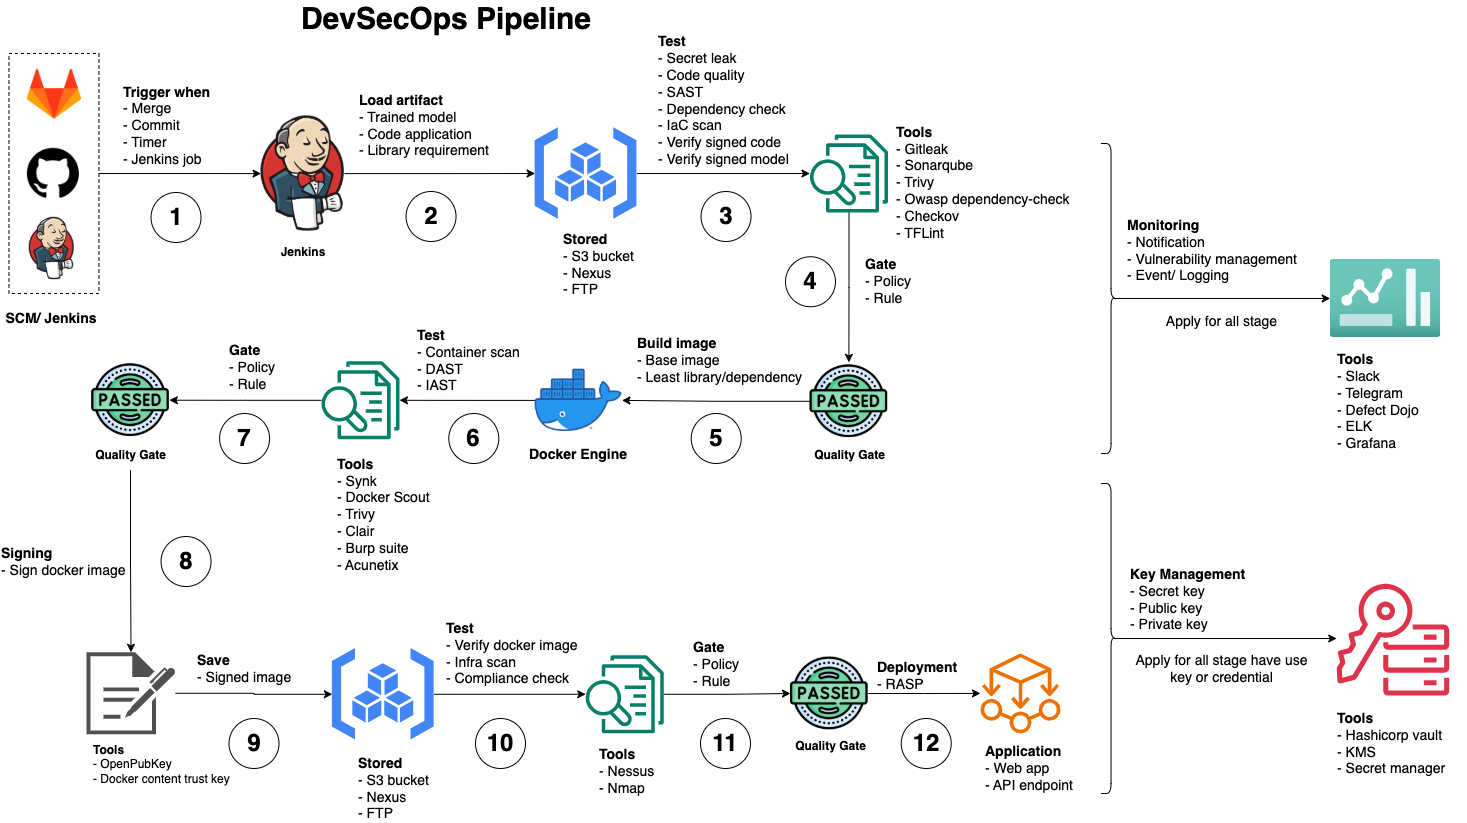 DevSecOps Pipeline
SCM/ Jenkins
Trigger when
- Merge
- Commit
- Timer
- Jenkins job
1
Jenkins
Load artifact
- Trained model
- Code application
- Library requirement
2
Stored
- S3 bucket
- Nexus
- FTP
Test
- Secret leak
- Code quality
- SAST
- Dependency check
- IaC scan
- Verify signed code
- Verify signed model
3
Tools
- Gitleak
- Sonarqube
- Trivy
- Owasp dependency-check
- Checkov
- TFLint
4
Gate
- Policy
- Rule
PASSED
Quality Gate
Build image
- Base image
- Least library/dependency
5
Docker Engine
Test
- Container scan
- DAST
- IAST
6
Tools
- Synk
- Docker Scout
- Trivy
- Clair
- Burp suite
- Acunetix
Gate
- Policy
- Rule
7
PASSED
Quality Gate
Signing
- Sign docker image
8
Tools
- OpenPubKey
- Docker content trust key
Save
- Signed image
9
Stored
- S3 bucket
- Nexus
- FTP
Test
- Verify docker image
- Infra scan
- Compliance check
10
Tools
- Nessus
- Nmap
Gate
- Policy
- Rule
11
PASSED
Quality Gate
Deployment
- RASP
12
Application
- Web app
- API endpoint
Monitoring
- Notification
- Vulnerability management
- Event/ Logging
Apply for all stage
Tools
- Slack
- Telegram
- Defect Dojo
- ELK
- Grafana
Key Management
- Secret key
- Public key
- Private key
Apply for all stage have use
key or credential
Tools
- Hashicorp vault
- KMS
- Secret manager